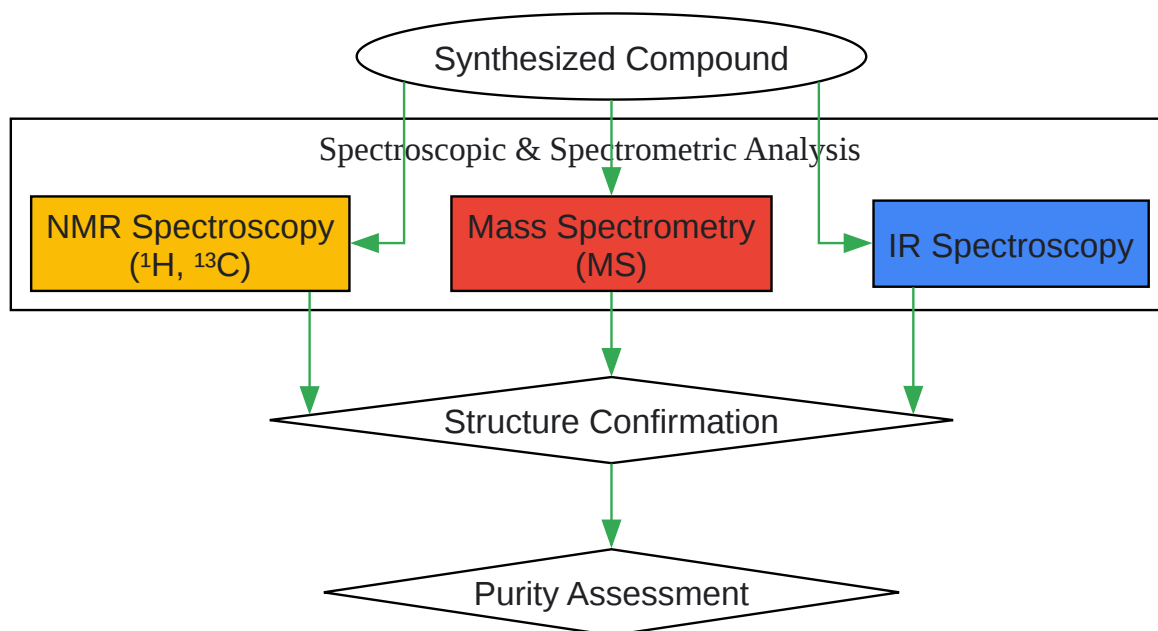 Synthesized Compound
Spectroscopic & Spectrometric Analysis
NMR Spectroscopy
(¹H, ¹³C)
Mass Spectrometry
(MS)
IR Spectroscopy
Structure Confirmation
Purity Assessment